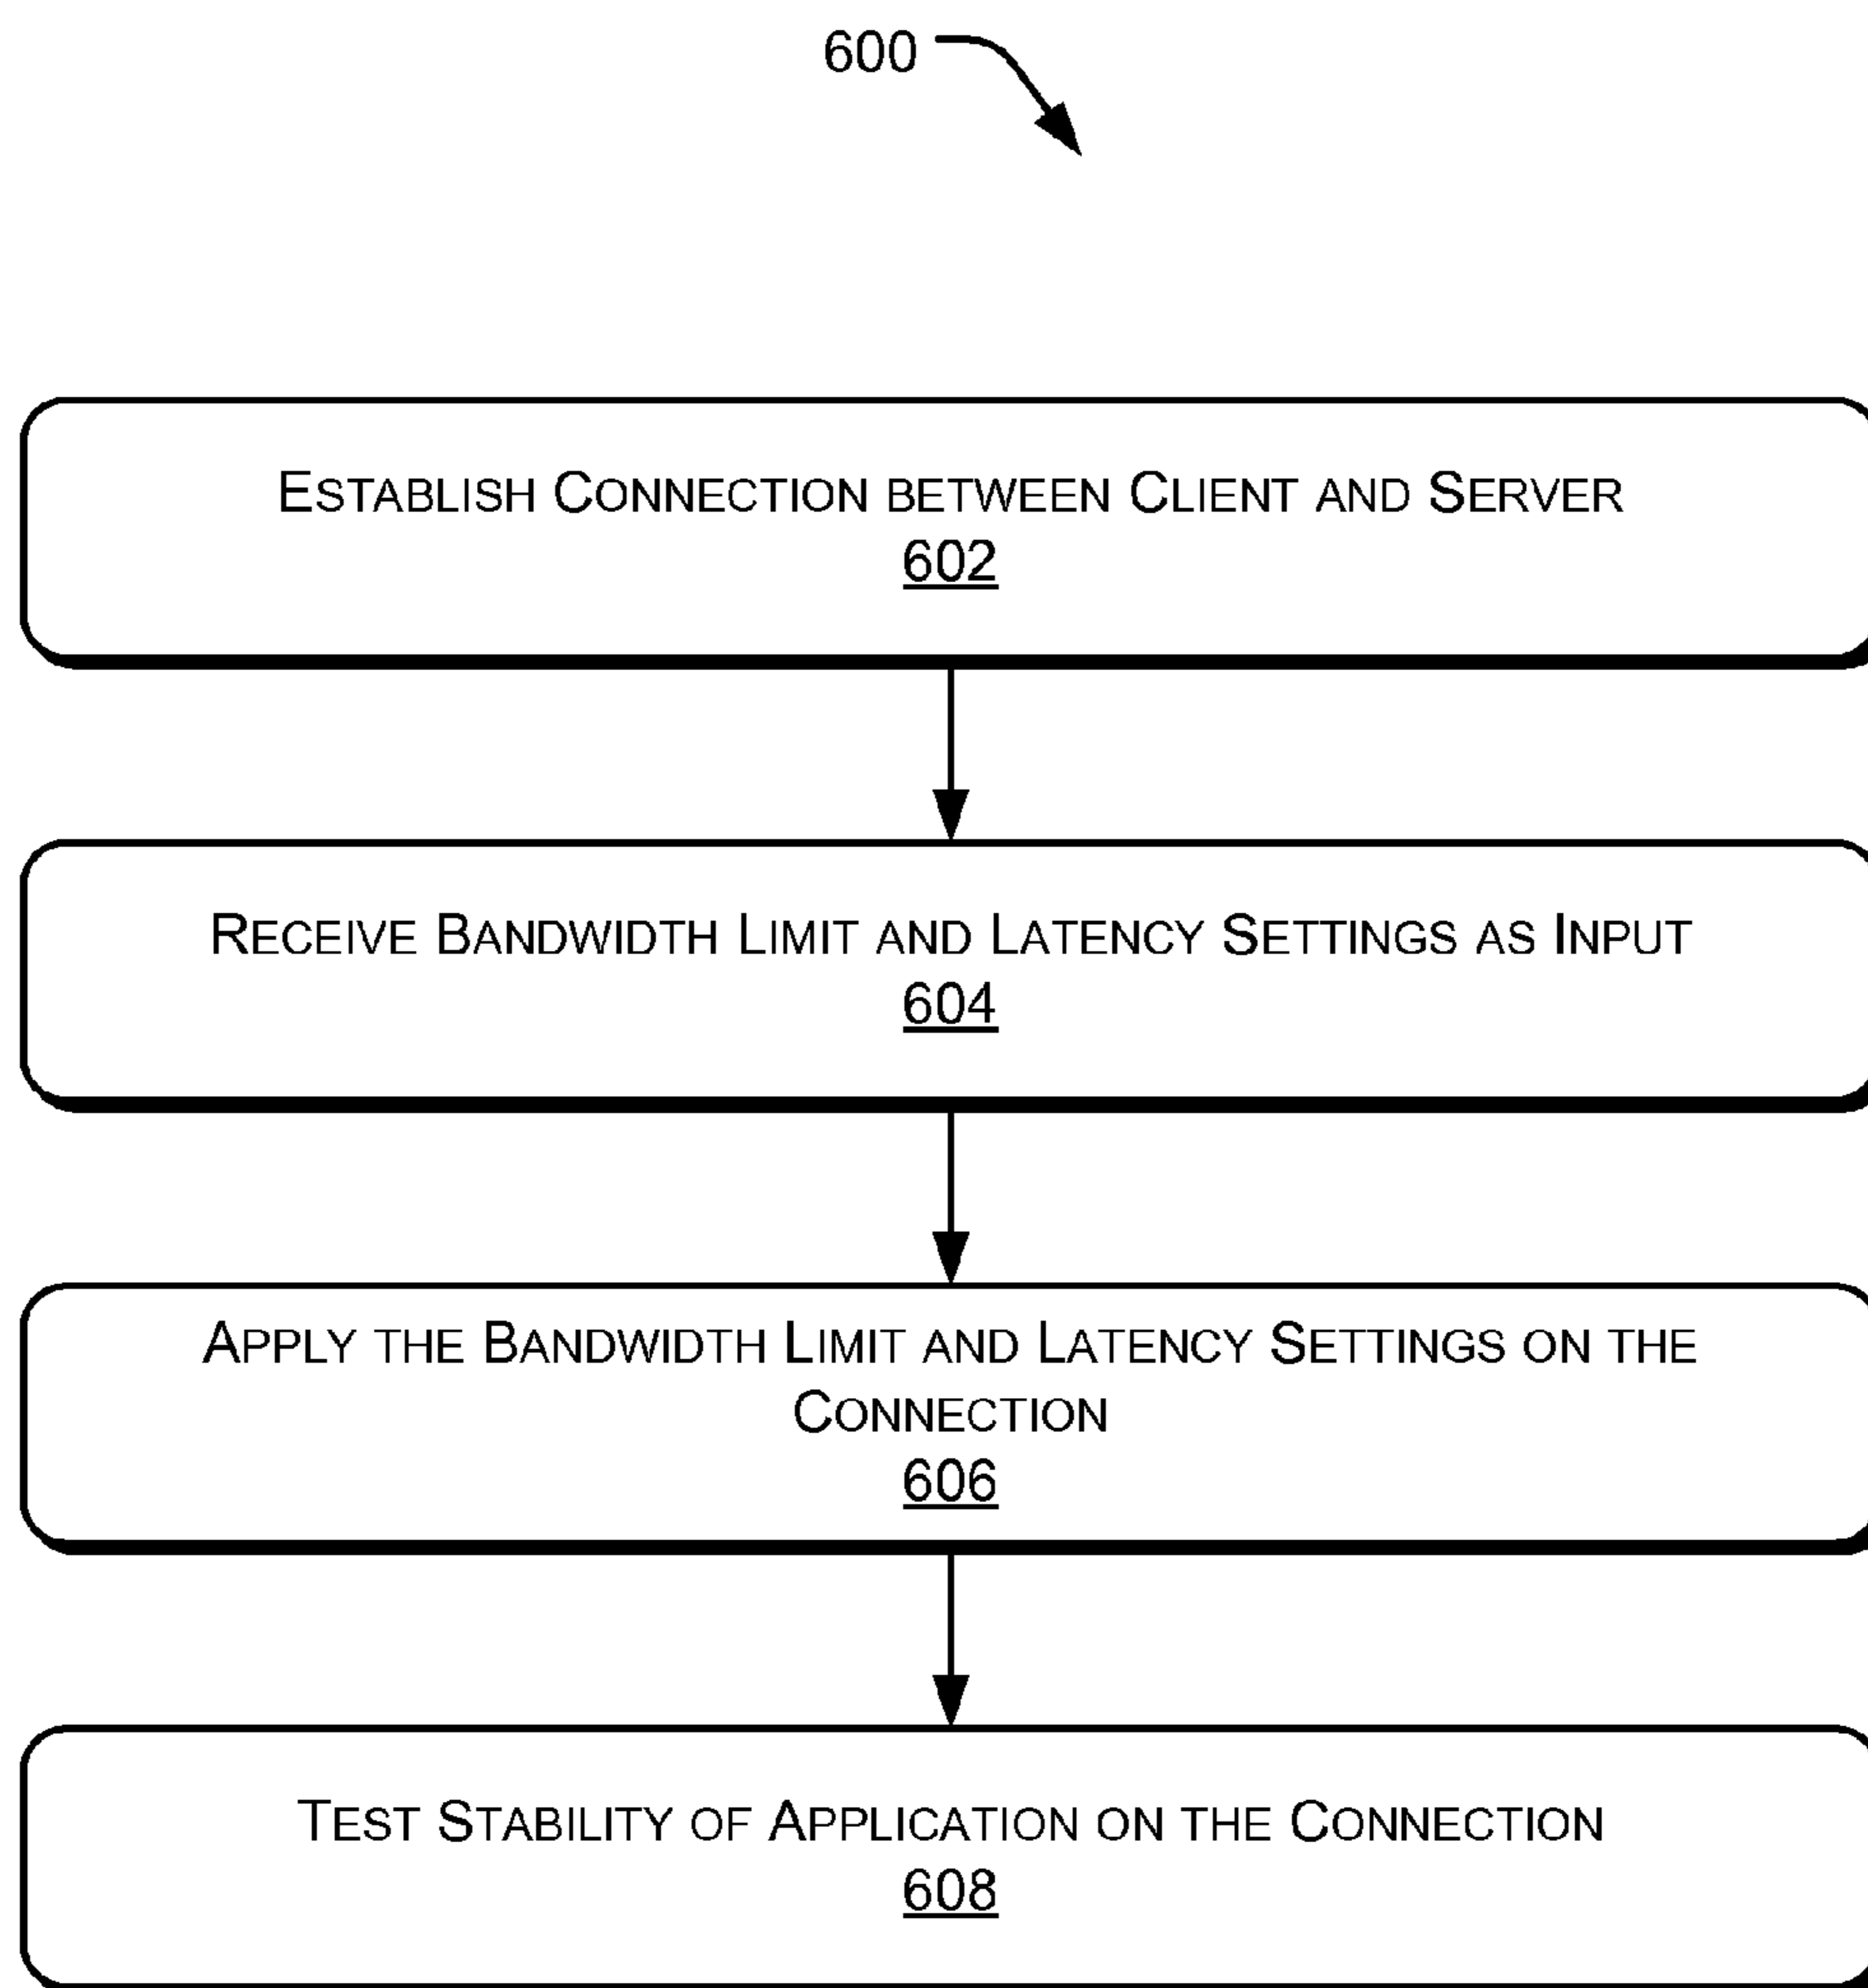 600
ESTABLISH CONNECTION BETWEEN CLIENT AND SERVER
602
RECEIVE BANDWIDTH LIMIT AND LATENCY SETTINGS AS INPUT
604
APPLY THE BANDWIDTH LIMIT AND LATENCY SETTINGS ON THE
CONNECTION
606
TEST STABILITY OF APPLICATION ON THE CONNECTION
608